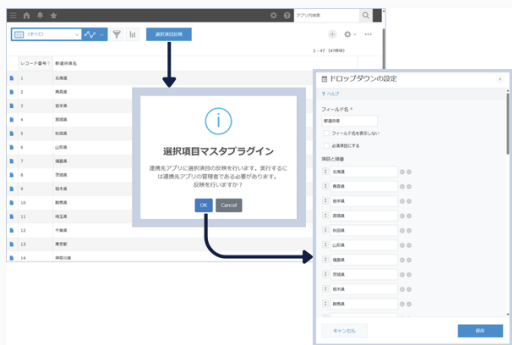 アプリ内検索
(すべて)
選択項目反映
1 - 47 (47件中)
レコード番号 都道府県名
1 北海道
2 青森県
3 岩手県
4 宮城県
5 秋田県
6 山形県
7 福島県
8 茨城県
9 栃木県
10 群馬県
11 埼玉県
12 千葉県
13 東京都
14 神奈川県
選択項目マスタプラグイン
連携先アプリに選択項目の反映を行います。実行するに
は連携先アプリの管理者である必要があります。
反映を行いますか？
OK Cancel
ドロップダウンの設定
ヘルプ
フィールド名 *
都道府県
フィールド名を表示しない
必須項目にする
項目と順番
北海道
青森県
岩手県
宮城県
秋田県
山形県
福島県
茨城県
栃木県
群馬県
キャンセル 保存